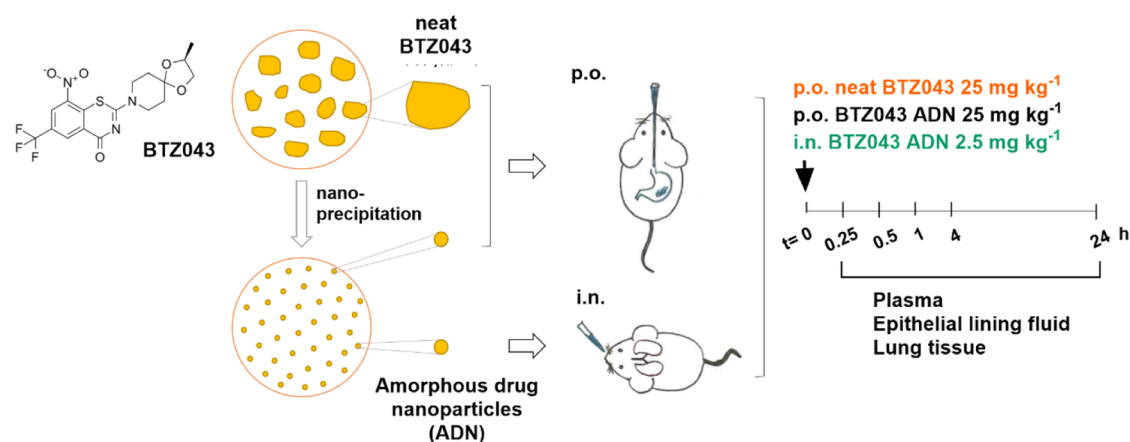 neat
BTZ043
O⁻ N⁺ O
F F F
S
N
N
O
O
O
BTZ043
nano-
precipitation
Amorphous drug
nanoparticles
(ADN)
p.o.
i.n.
p.o. neat BTZ043 25 mg kg⁻¹
p.o. BTZ043 ADN 25 mg kg⁻¹
i.n. BTZ043 ADN 2.5 mg kg⁻¹
t= 0 0.25 0.5 1 4 24 h
Plasma
Epithelial lining fluid
Lung tissue